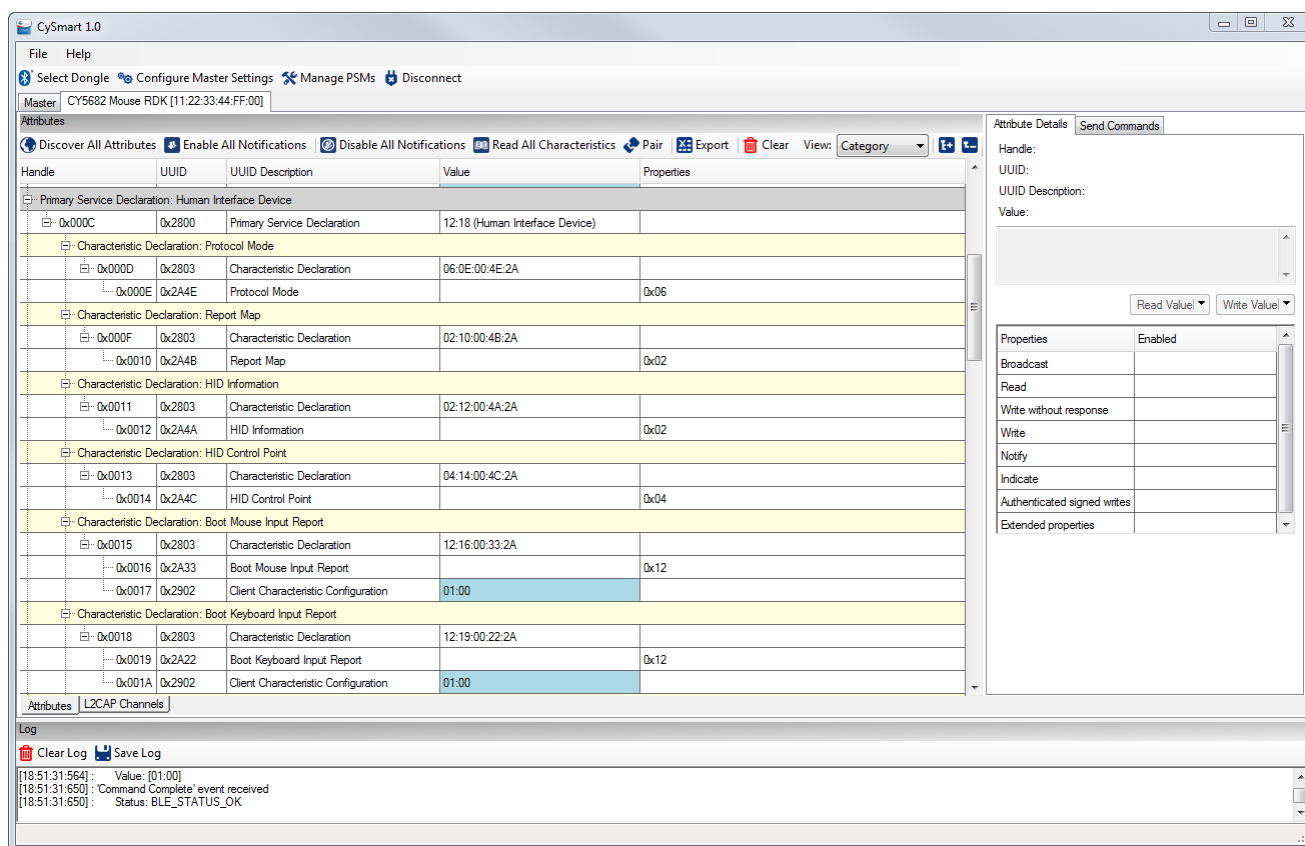 CySmart 1.0
File Help
Select Dongle Configure Master Settings Manage PSMs Disconnect
Master CY5682 Mouse RDK [11:22:33:44:FF:00]
Attributes
Discover All Attributes Enable All Notifications Disable All Notifications Read All Characteristics Pair Export Clear View: Category
Handle UUID UUID Description Value Properties
Primary Service Declaration: Human Interface Device
0x000C 0x2800 Primary Service Declaration 12:18 (Human Interface Device)
Characteristic Declaration: Protocol Mode
0x000D 0x2803 Characteristic Declaration 06:0E:00:4E:2A
0x000E 0x2A4E Protocol Mode 0x06
Characteristic Declaration: Report Map
0x000F 0x2803 Characteristic Declaration 02:10:00:4B:2A
0x0010 0x2A4B Report Map 0x02
Characteristic Declaration: HID Information
0x0011 0x2803 Characteristic Declaration 02:12:00:4A:2A
0x0012 0x2A4A HID Information 0x02
Characteristic Declaration: HID Control Point
0x0013 0x2803 Characteristic Declaration 04:14:00:4C:2A
0x0014 0x2A4C HID Control Point 0x04
Characteristic Declaration: Boot Mouse Input Report
0x0015 0x2803 Characteristic Declaration 12:16:00:33:2A
0x0016 0x2A33 Boot Mouse Input Report 0x12
0x0017 0x2902 Client Characteristic Configuration 01:00
Characteristic Declaration: Boot Keyboard Input Report
0x0018 0x2803 Characteristic Declaration 12:19:00:22:2A
0x0019 0x2A22 Boot Keyboard Input Report 0x12
0x001A 0x2902 Client Characteristic Configuration 01:00
Attributes L2CAP Channels
Attribute Details Send Commands
Handle:
UUID:
UUID Description:
Value:
Read Value Write Value
Properties Enabled
Broadcast
Read
Write without response
Write
Notify
Indicate
Authenticated signed writes
Extended properties
Log
Clear Log Save Log
[18:51:31:564] : Value: [01:00]
[18:51:31:650] : 'Command Complete' event received
[18:51:31:650] : Status: BLE_STATUS_OK